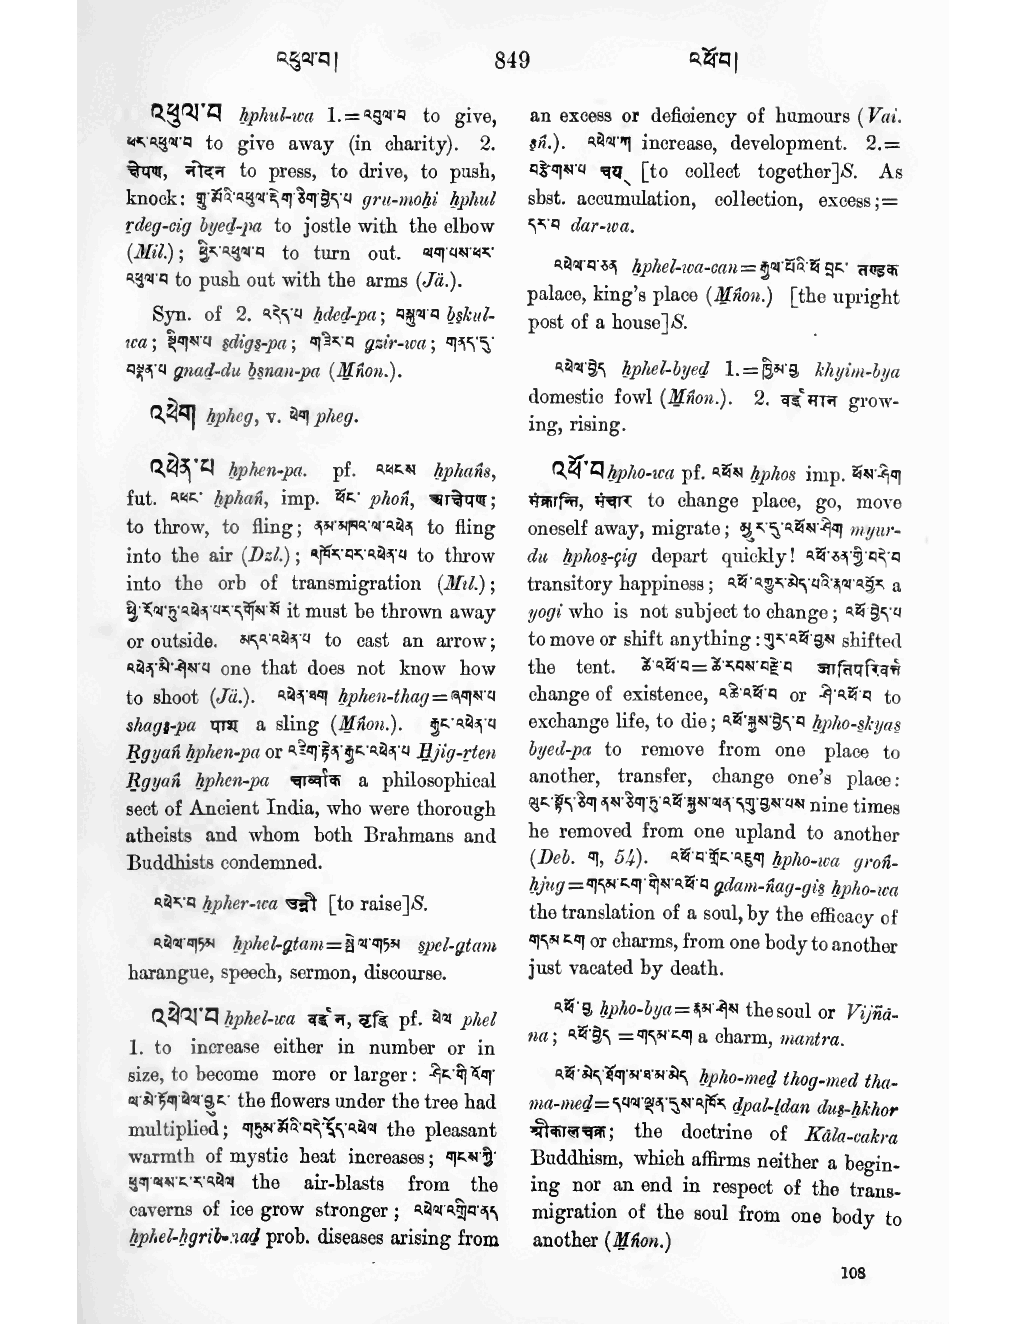 འཕུལ་བ།
849
འཕོབ།
འཕུལ་བ ḥphul-wa 1.=འབུལ་བ to give,
ཕར་འཕུལ་བ to give away (in charity). 2.
चेपण, नोदन to press, to drive, to push,
knock: གྲུ་མོའི་འཕུལ་རྡེག་ཅིག་བྱེད་པ gru-moḥi ḥphul
rdeg-cig byed-pa to jostle with the elbow
(Mil.); ཕྱིར་འཕུལ་བ to turn out. ལག་པས་ཕར་
འཕུལ་བ to push out with the arms (Jä.).
Syn. of 2. འདེད་པ ḥded-pa; བསྐུལ་བ bskul-
wa; སྡིགས་པ sdigs-pa; གཟིར་བ gzir-wa; གནད་དུ་
བསྣན་པ gnad-du bsnan-pa (Mñon.).
འཕེག ḥpheg, v. ཕེག pheg.
འཕེན་པ ḥphen-pa. pf. འཕངས ḥphaṅs,
fut. འཕང་ ḥphaṅ, imp. ཕོང་ phoṅ, आक्षेपण;
to throw, to fling; ནམ་མཁའ་ལ་འཕེན to fling
into the air (Dzl.); འཁོར་བར་འཕེན་པ to throw
into the orb of transmigration (Mil.);
ཕྱི་རོལ་ཏུ་འཕེན་པར་དགོས་སོ it must be thrown away
or outside. མདའ་འཕེན་པ to cast an arrow;
འཕེན་མི་ཤེས་པ one that does not know how
to shoot (Jä.). འཕེན་ཐག ḥphen-thag=ཞགས་པ
shags-pa पाश a sling (Mñon.). རྒྱང་འཕེན་པ
Rgyaṅ ḥphen-pa or འཇིག་རྟེན་རྒྱང་འཕེན་པ Ḥjig-rten
Rgyaṅ ḥphen-pa चार्व्वाक a philosophical
sect of Ancient India, who were thorough
atheists and whom both Brahmans and
Buddhists condemned.
འཕེར་བ ḥpher-wa उन्नी [to raise]S.
འཕེལ་གཏམ ḥphel-gtam=སྤེལ་གཏམ spel-gtam
harangue, speech, sermon, discourse.
འཕེལ་བ ḥphel-wa वर्द्धन, वृद्धि pf. ཕེལ phel
1. to increase either in number or in
size, to become more or larger: ཤིང་གི་འོག་
ལ་མེ་ཏོག་ཕེལ་བྱུང་ the flowers under the tree had
multiplied; གཏུམ་མོའི་བདེ་དྲོད་འཕེལ the pleasant
warmth of mystic heat increases; གངས་ཀྱི་
ཕུག་ལས་ངར་འཕེལ the air-blasts from the
caverns of ice grow stronger; འཕེལ་འགྲིབ་ནད
ḥphel-ḥgrib-nad prob. diseases arising from
an excess or deficiency of humours (Vai.
sñ.). འཕེལ་ཀ increase, development. 2.=
བརྩེགས་པ चय [to collect together]S. As
sbst. accumulation, collection, excess;=
དར་བ dar-wa.
འཕེལ་བ་ཅན ḥphel-wa-can=རྒྱལ་པོའི་ཕོ་བྲང་ तण्डक
palace, king's place (Mñon.) [the upright
post of a house]S.
འཕེལ་བྱེད ḥphel-byed 1.=ཁྱིམ་བྱ khyim-bya
domestic fowl (Mñon.). 2. वर्द्धमान grow-
ing, rising.
འཕོ་བ ḥpho-wa pf. འཕོས ḥphos imp. ཕོས་ཤིག
संक्रान्ति, संचार to change place, go, move
oneself away, migrate; མྱུར་དུ་འཕོས་ཤིག myur-
du ḥphos-çig depart quickly! འཕོ་ཅན་གྱི་བདེ་བ
transitory happiness; འཕོ་འགྱུར་མེད་པའི་རྣལ་འབྱོར a
yogi who is not subject to change; འཕོ་བྱེད་པ
to move or shift anything: གུར་འཕོ་བྱས shifted
the tent. ཚེ་འཕོ་བ=ཚེ་རབས་བརྗེ་བ जातिपरिवर्त्त
change of existence, འཆི་འཕོ་བ or ཤི་འཕོ་བ to
exchange life, to die; འཕོ་སྐྱས་བྱེད་པ ḥpho-skyas
byed-pa to remove from one place to
another, transfer, change one's place:
ལུང་སྟོད་ཅིག་ནས་ཅིག་ཏུ་འཕོ་སྐྱས་ལན་དགུ་བྱས་པས nine times
he removed from one upland to another
(Deb. ག, 54). འཕོ་བ་གྲོང་འཇུག ḥpho-wa groṅ-
ḥjug=གདམ་ངག་གིས་འཕོ་བ gdam-ṅag-gis ḥpho-wa
the translation of a soul, by the efficacy of
གདམ་ངག or charms, from one body to another
just vacated by death.
འཕོ་བྱ ḥpho-bya=རྣམ་ཤེས the soul or Vijñā-
na; འཕོ་བྱེད =གདམ་ངག a charm, mantra.
འཕོ་མེད་ཐོག་མ་ཐ་མ་མེད ḥpho-med thog-med tha-
ma-med=དཔལ་ལྡན་དུས་འཁོར dpal-ldan dus-ḥkhor
श्रीकालचक्र; the doctrine of Kāla-cakra
Buddhism, which affirms neither a begin-
ing nor an end in respect of the trans-
migration of the soul from one body to
another (Mñon.)
108